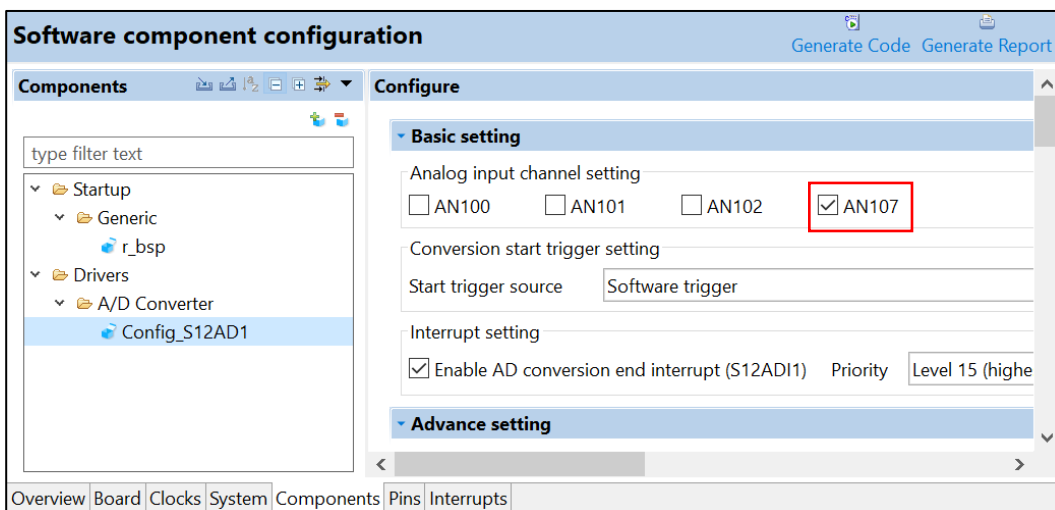 Software component configuration
Generate Code Generate Report
Components
Configure
type filter text
Startup
Generic
r_bsp
Drivers
A/D Converter
Config_S12AD1
Basic setting
Analog input channel setting
AN100 AN101 AN102 AN107
Conversion start trigger setting
Start trigger source Software trigger
Interrupt setting
Enable AD conversion end interrupt (S12ADI1) Priority Level 15 (highe
Advance setting
Overview Board Clocks System Components Pins Interrupts